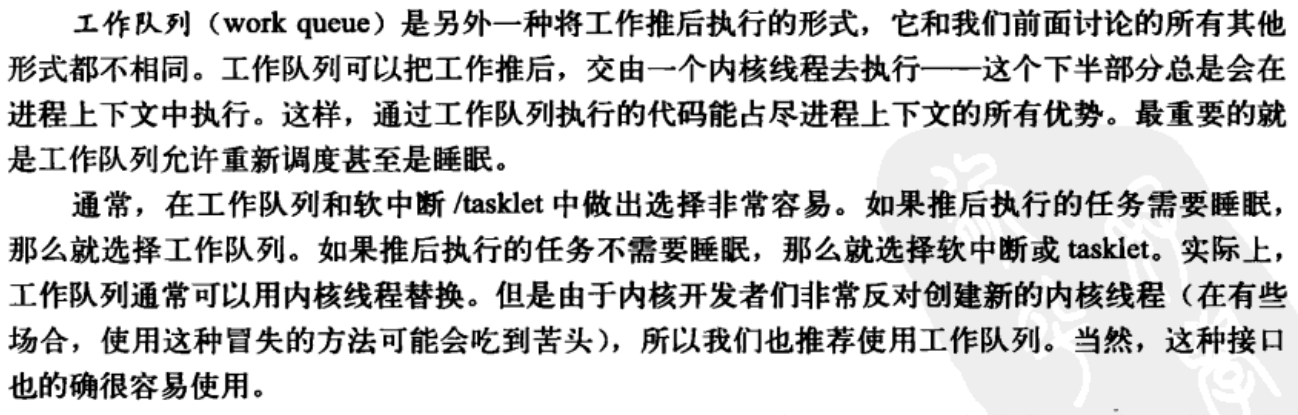 工作队列（work queue）是另外一种将工作推后执行的形式，它和我们前面讨论的所有其他
形式都不相同。工作队列可以把工作推后，交由一个内核线程去执行——这个下半部分总是会在
进程上下文中执行。这样，通过工作队列执行的代码能占尽进程上下文的所有优势。最重要的就
是工作队列允许重新调度甚至是睡眠。
通常，在工作队列和软中断 /tasklet 中做出选择非常容易。如果推后执行的任务需要睡眠，
那么就选择工作队列。如果推后执行的任务不需要睡眠，那么就选择软中断或 tasklet。实际上，
工作队列通常可以用内核线程替换。但是由于内核开发者们非常反对创建新的内核线程（在有些
场合，使用这种冒失的方法可能会吃到苦头），所以我们也推荐使用工作队列。当然，这种接口
也的确很容易使用。